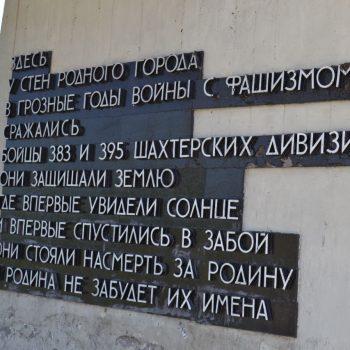 ЗДЕСЬ
У СТЕН РОДНОГО ГОРОДА
В ГРОЗНЫЕ ГОДЫ ВОЙНЫ С ФАШИЗМОМ
СРАЖАЛИСЬ
БОЙЦЫ 383 И 395 ШАХТЕРСКИХ ДИВИЗИ
ОНИ ЗАЩИЩАЛИ ЗЕМЛЮ
ГДЕ ВПЕРВЫЕ УВИДЕЛИ СОЛНЦЕ
И ВПЕРВЫЕ СПУСТИЛИСЬ В ЗАБОЙ
ОНИ СТОЯЛИ НАСМЕРТЬ ЗА РОДИНУ
РОДИНА НЕ ЗАБУДЕТ ИХ ИМЕНА